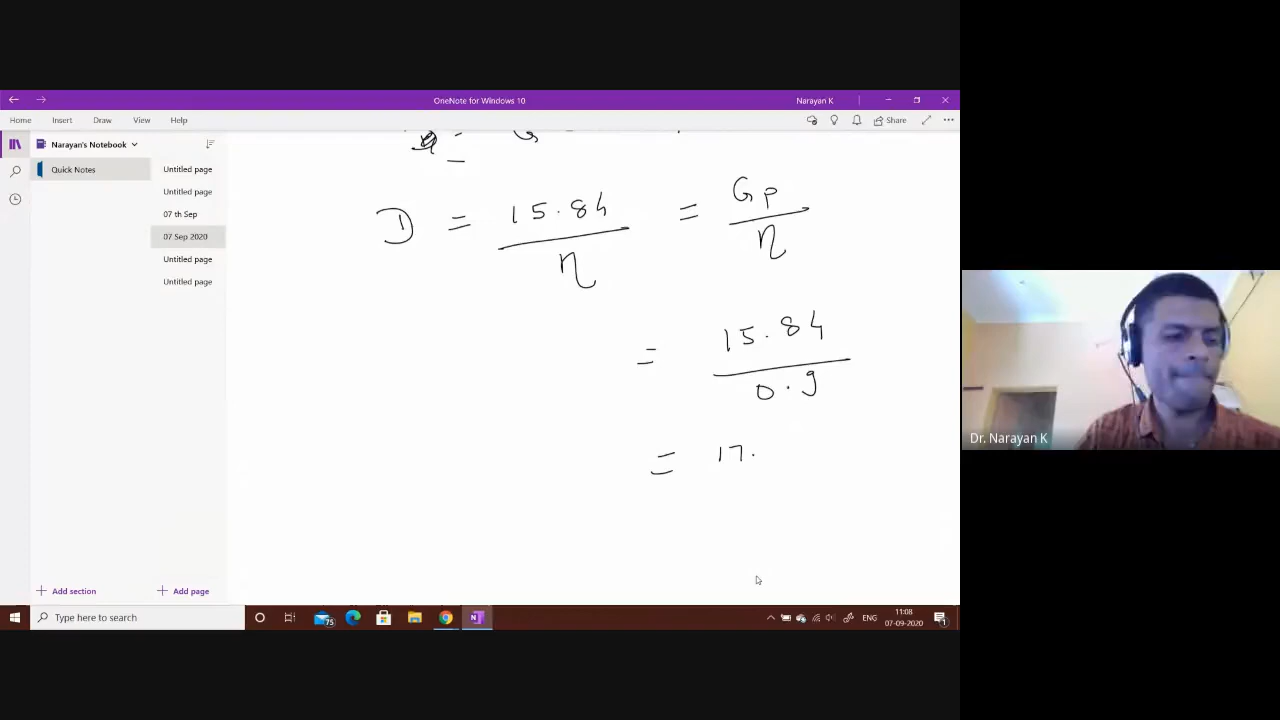 OneNote for Windows 10
Narayan K
Home Insert Draw View Help
Share
Narayan's Notebook
Quick Notes
Untitled page
Untitled page
07 th Sep
07 Sep 2020
Untitled page
Untitled page
D = 15.84 / η = Gp / η
= 15.84 / 0.9
= 17.
Dr. Narayan K
+ Add section
+ Add page
Type here to search
75
ENG
11:08
07-09-2020
1